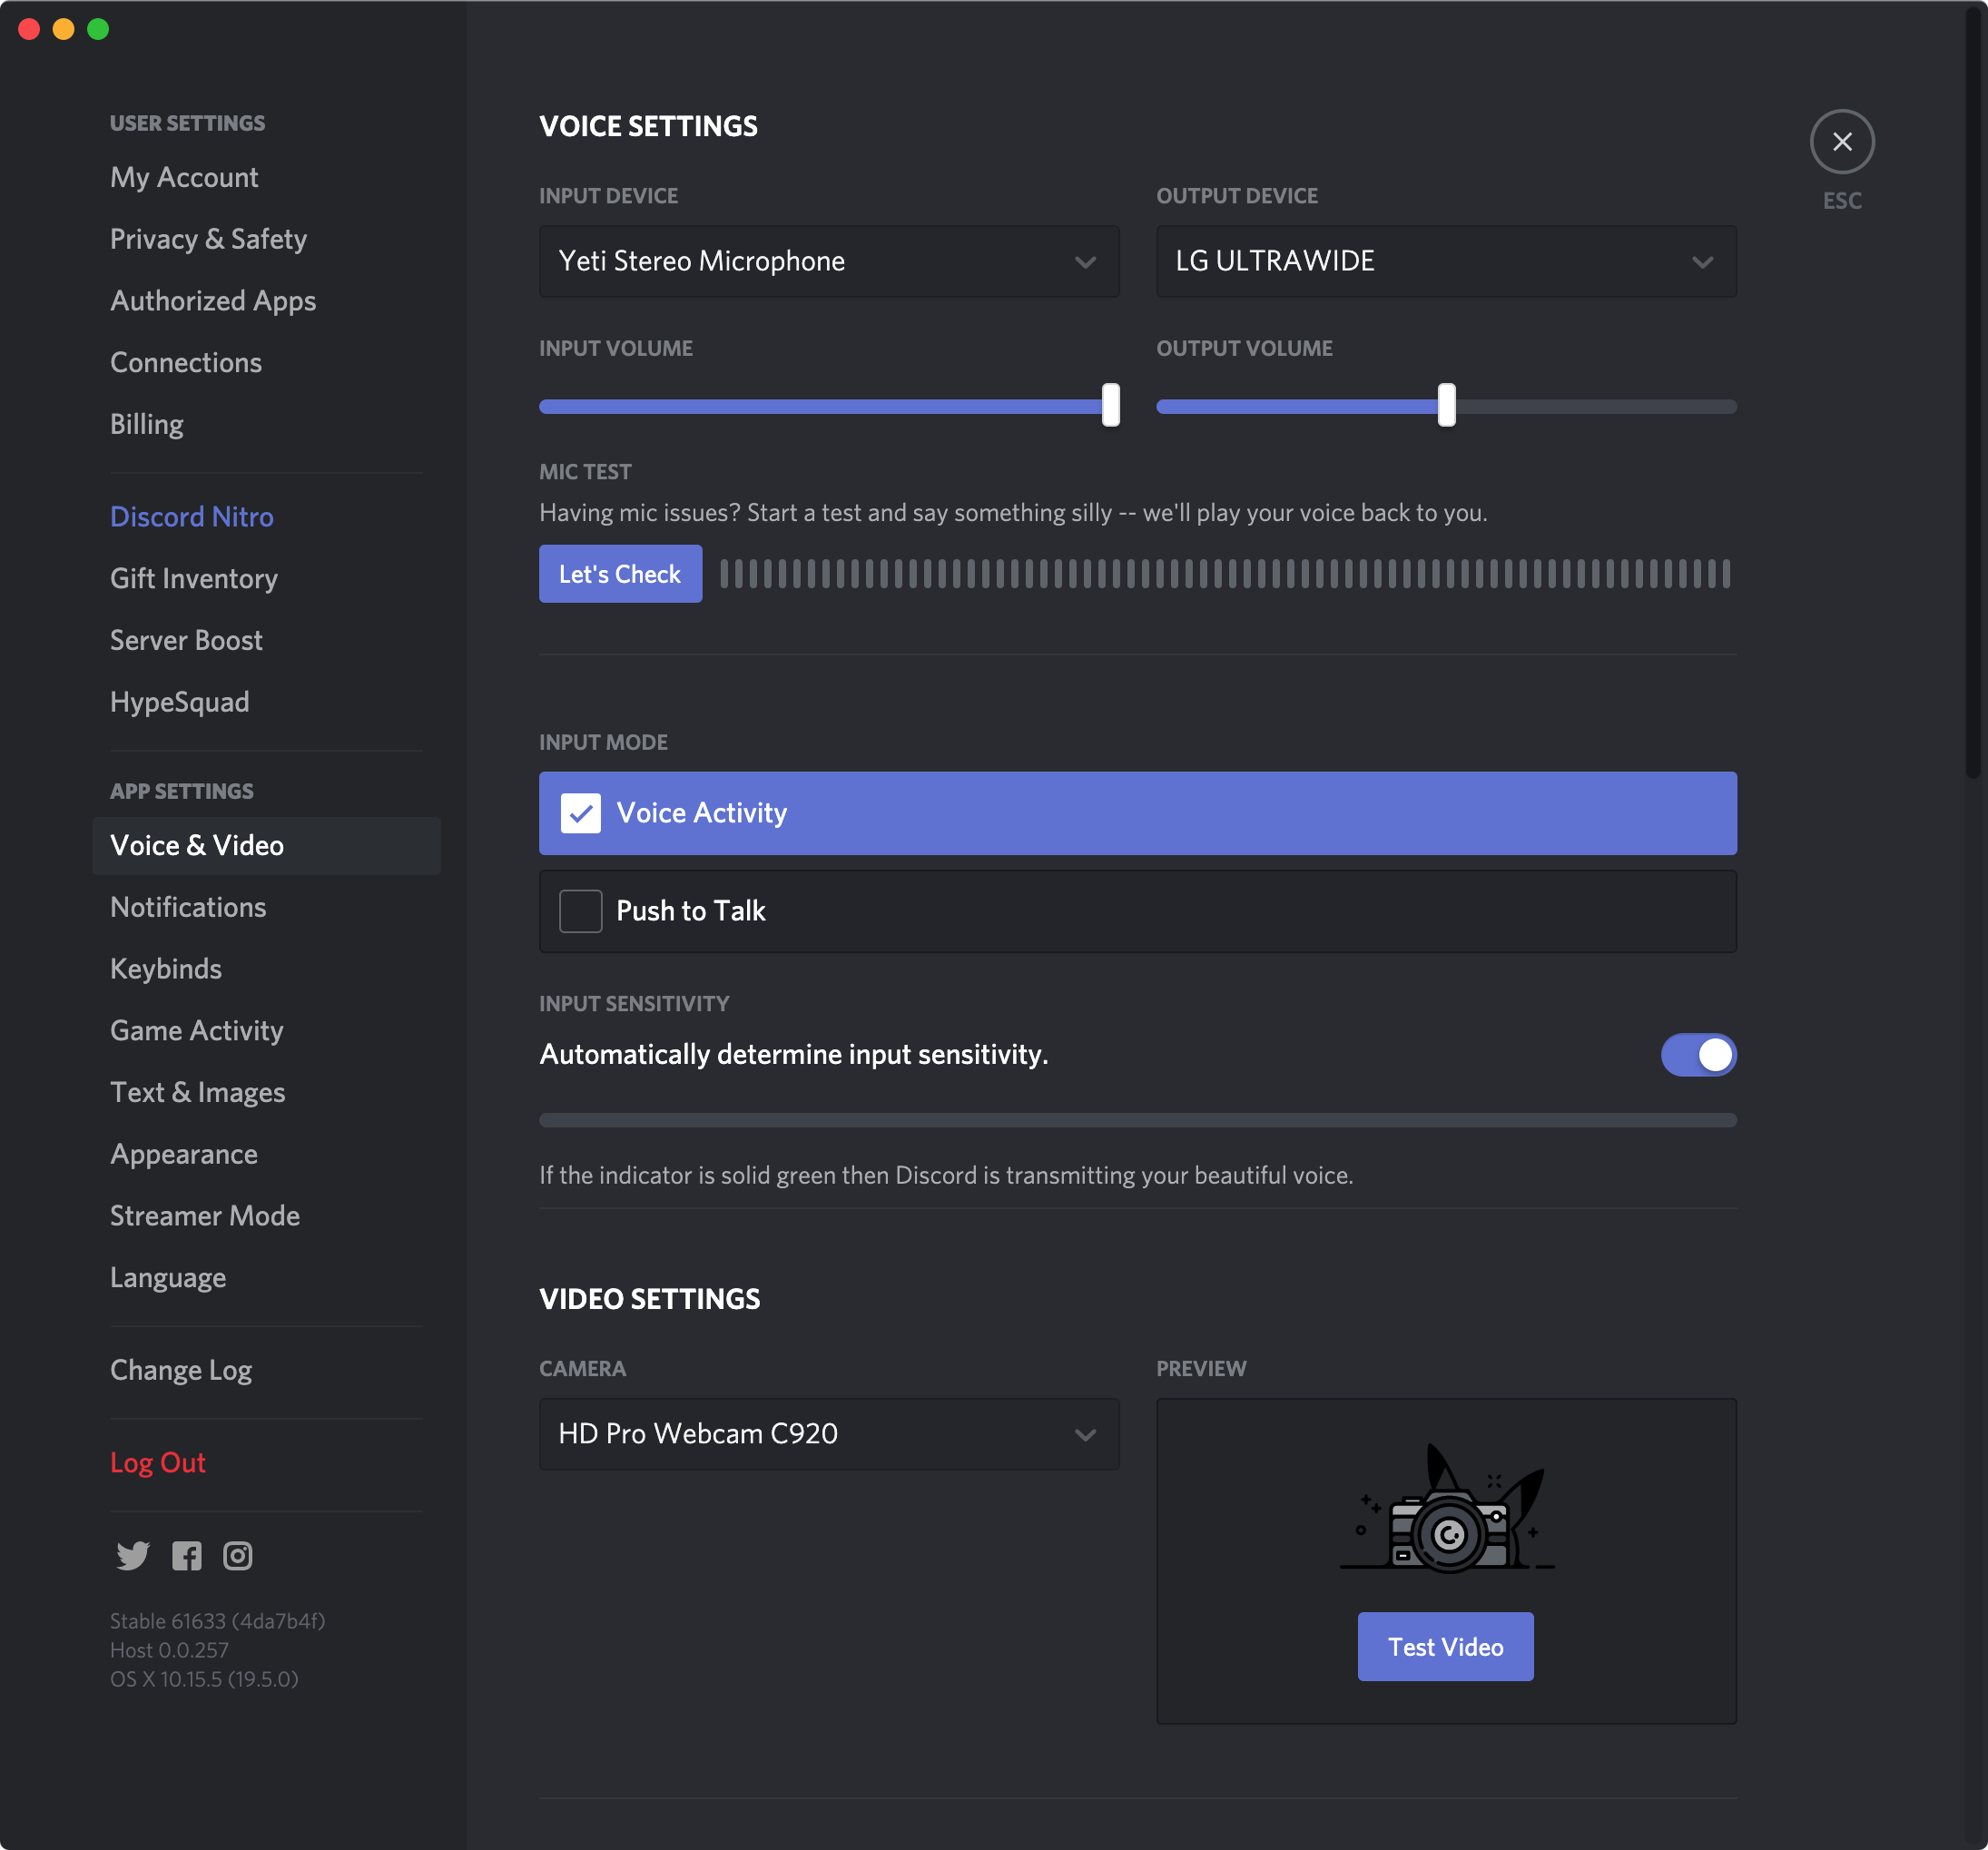 USER SETTINGS
My Account
Privacy & Safety
Authorized Apps
Connections
Billing
Discord Nitro
Gift Inventory
Server Boost
HypeSquad
APP SETTINGS
Voice & Video
Notifications
Keybinds
Game Activity
Text & Images
Appearance
Streamer Mode
Language
Change Log
Log Out
Stable 61633 (4da7b4f)
Host 0.0.257
OS X 10.15.5 (19.5.0)
VOICE SETTINGS
ESC
INPUT DEVICE
Yeti Stereo Microphone
OUTPUT DEVICE
LG ULTRAWIDE
INPUT VOLUME
OUTPUT VOLUME
MIC TEST
Having mic issues? Start a test and say something silly -- we'll play your voice back to you.
Let's Check
INPUT MODE
Voice Activity
Push to Talk
INPUT SENSITIVITY
Automatically determine input sensitivity.
If the indicator is solid green then Discord is transmitting your beautiful voice.
VIDEO SETTINGS
CAMERA
HD Pro Webcam C920
PREVIEW
Test Video